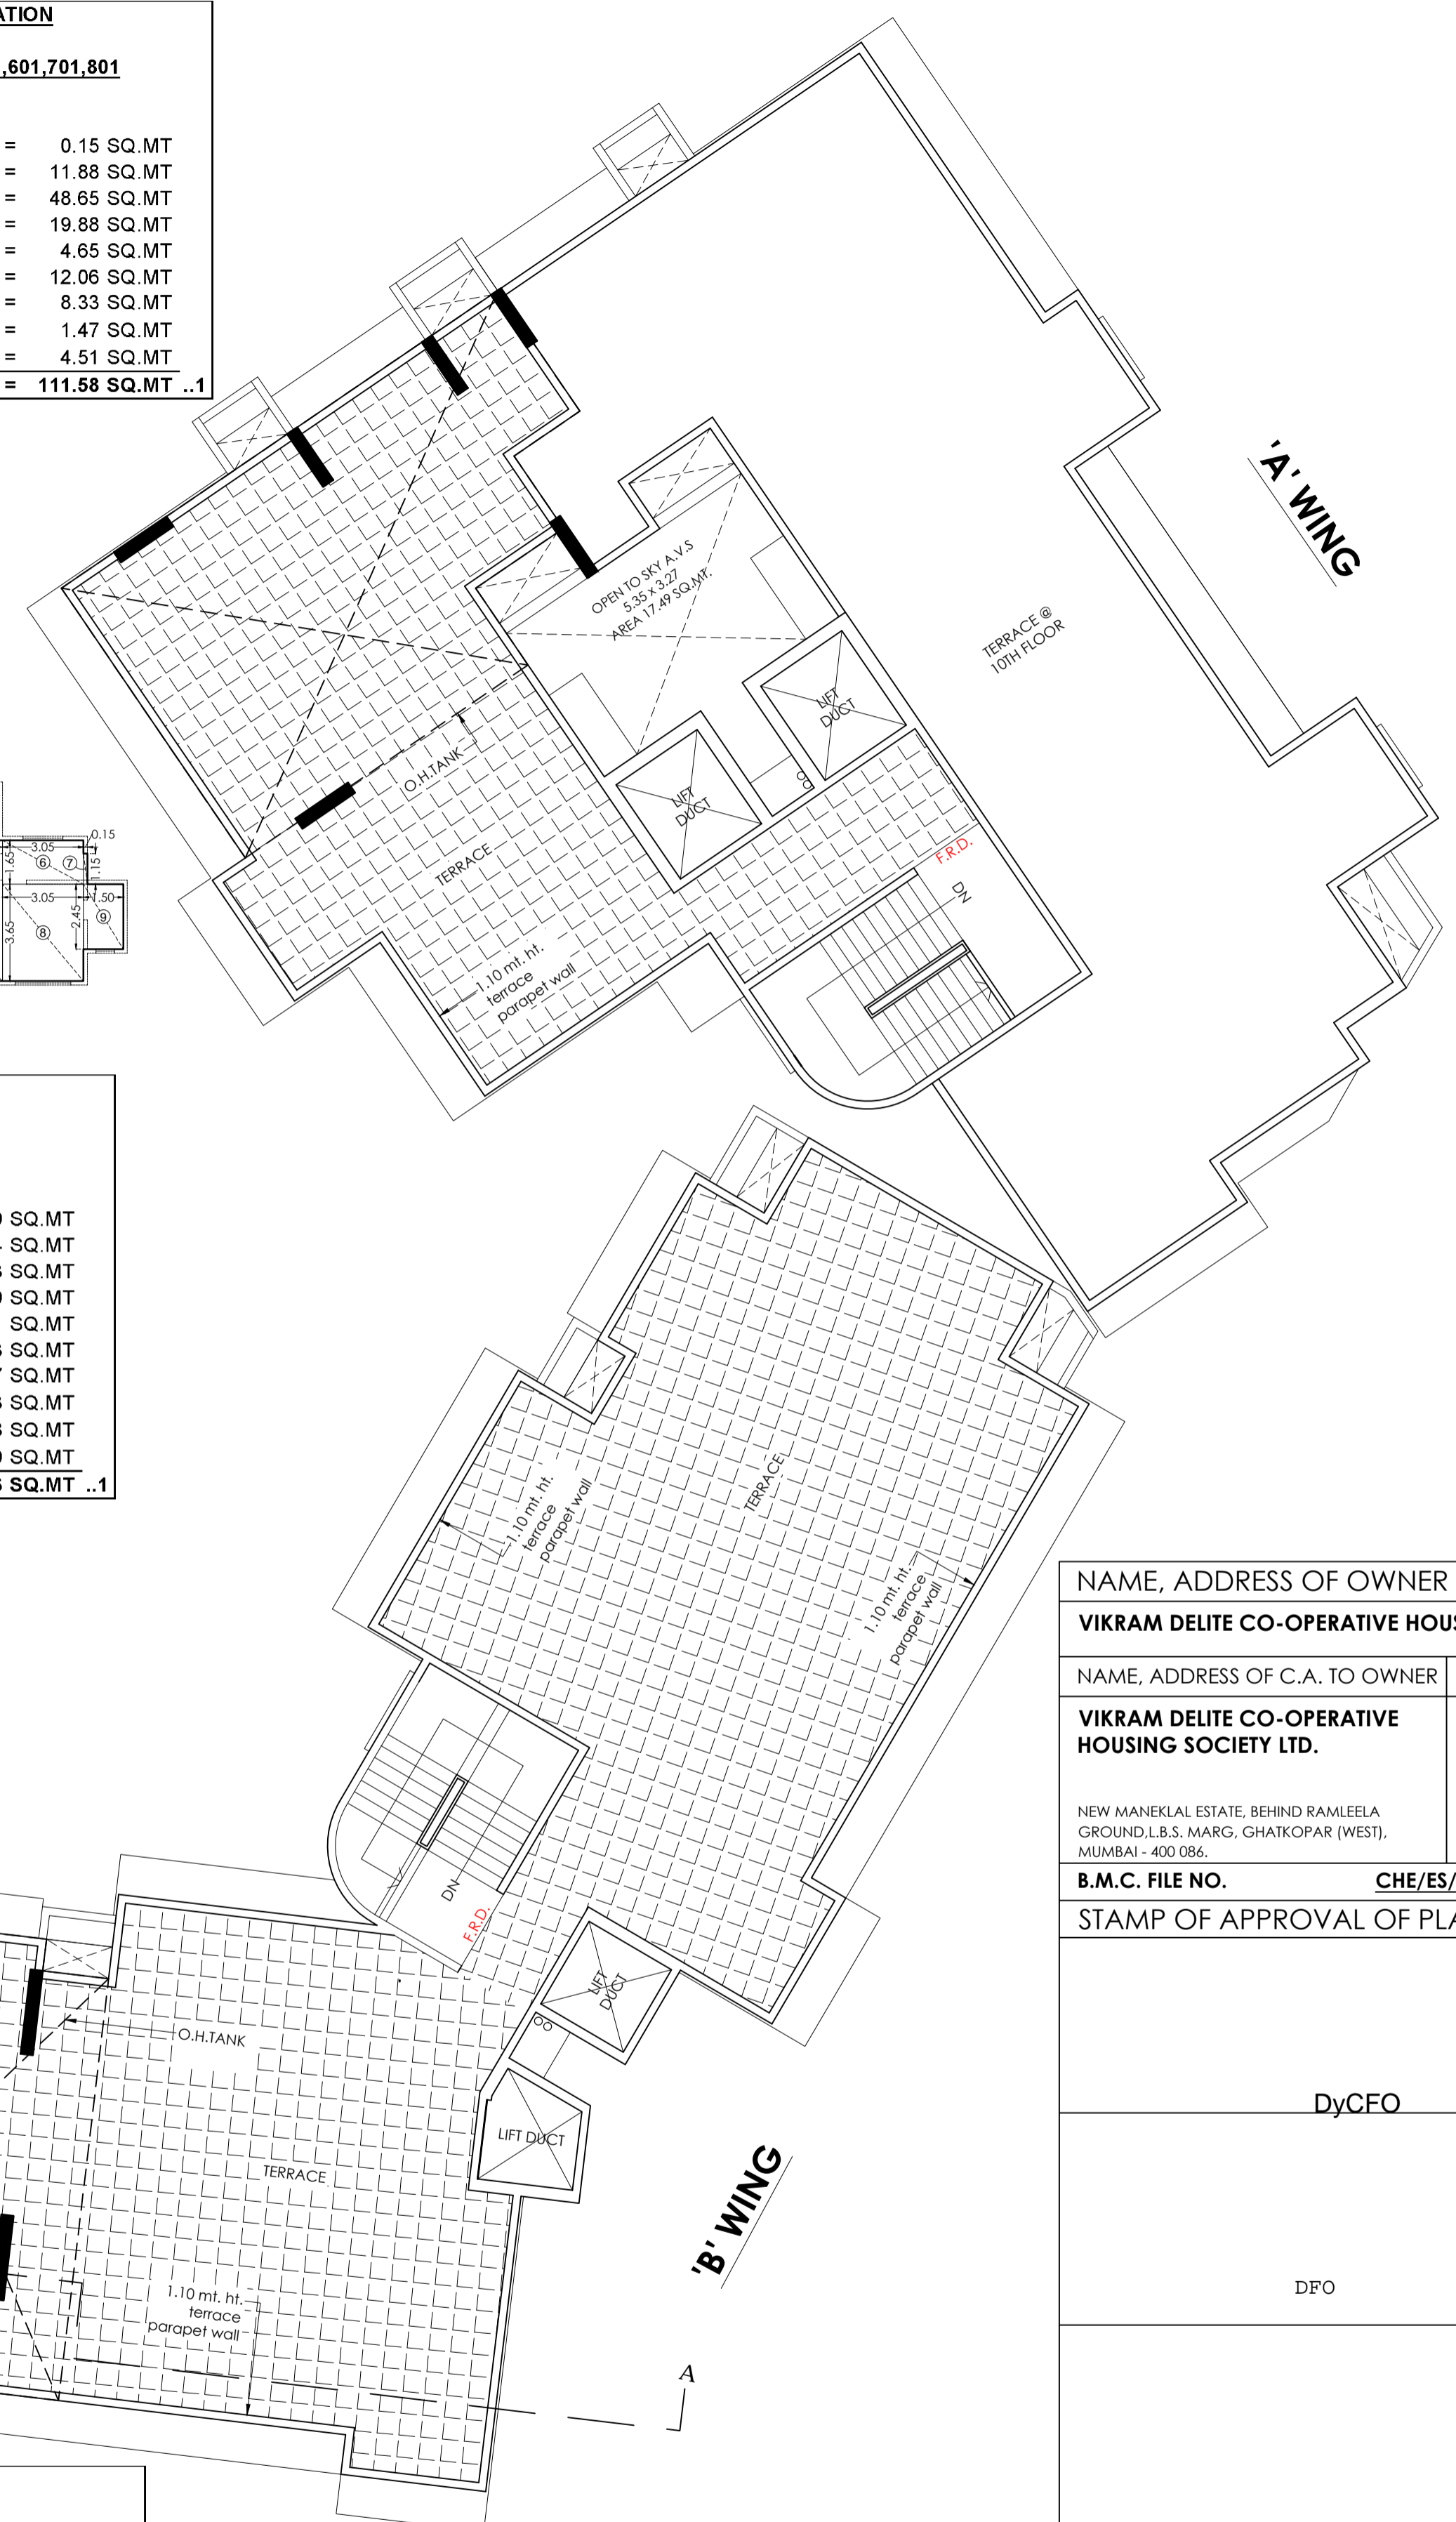 ,601,701,801
= 0.15 SQ.MT
= 11.88 SQ.MT
= 48.65 SQ.MT
= 19.88 SQ.MT
= 4.65 SQ.MT
= 12.06 SQ.MT
= 8.33 SQ.MT
= 1.47 SQ.MT
= 4.51 SQ.MT
= 111.58 SQ.MT ..1
'A' WING
OPEN TO SKY A.V.S
5.35 x 3.27
AREA 17.49 SQ.MT.
TERRACE @
10TH FLOOR
LIFT
DUCT
LIFT
DUCT
O.H.TANK
TERRACE
F.R.D.
DN
1.10 mt. ht.
terrace
parapet wall
0.15
3.05
1.65
6
7
1.15
3.05
1.50
3.65
2.45
8
9
SQ.MT
SQ.MT
SQ.MT
SQ.MT
SQ.MT
SQ.MT
SQ.MT
SQ.MT
SQ.MT
SQ.MT
SQ.MT ..1
TERRACE
1.10 mt. ht.
terrace
parapet wall
1.10 mt. ht.
terrace
parapet wall
DN
F.R.D.
LIFT
DUCT
O.H.TANK
LIFT DUCT
TERRACE
'B' WING
1.10 mt. ht.
terrace
parapet wall
A
NAME, ADDRESS OF OWNER
VIKRAM DELITE CO-OPERATIVE
NAME, ADDRESS OF C.A. TO OWNER
VIKRAM DELITE CO-OPERATIVE
HOUSING SOCIETY LTD.
NEW MANEKLAL ESTATE, BEHIND RAMLEELA
GROUND,L.B.S. MARG, GHATKOPAR (WEST),
MUMBAI - 400 086.
B.M.C. FILE NO. CHE/ES/
STAMP OF APPROVAL OF
DyCFO
DFO